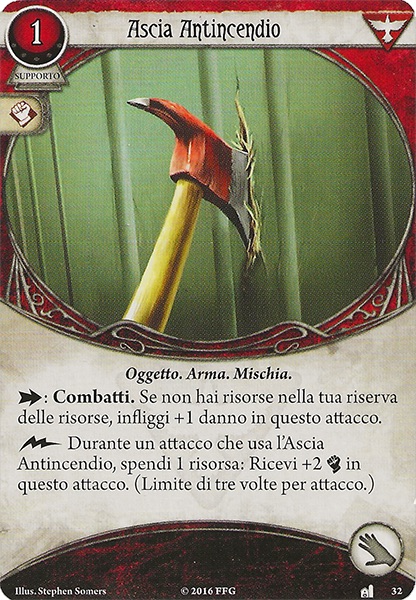 1
Ascia Antincendio
SUPPORTO
Oggetto. Arma. Mischia.
: Combatti. Se non hai risorse nella tua riserva
delle risorse, infliggi +1 danno in questo attacco.
Durante un attacco che usa l'Ascia
Antincendio, spendi 1 risorsa: Ricevi +2 in
questo attacco. (Limite di tre volte per attacco.)
Illus. Stephen Somers © 2016 FFG 32